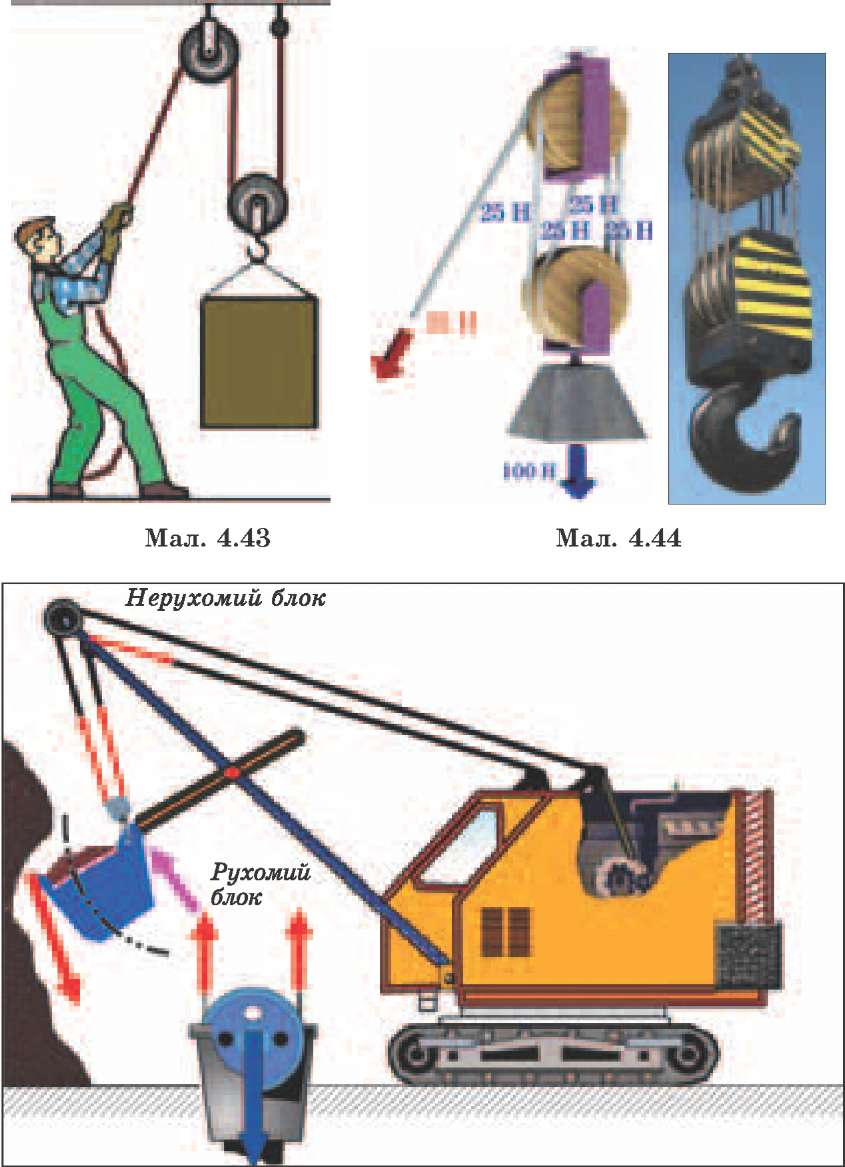 25 Н
25 Н
25 Н
25 Н
100 Н
Мал. 4.43
Мал. 4.44
Нерухомий блок
Рухомий
блок